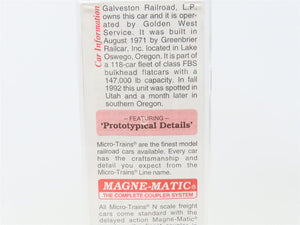 Galveston Railroad, L.P.
owns this car and it is oper-
ated by Golden West
Service. It was built in
August 1971 by Greenbrier
Railcar, Inc. located in Lake
Oswego, Oregon. It is part
of a 118-car fleet of class FBS
bulkhead flatcars with a
147,000 lb capacity. In fall
1992 this unit was spotted in
Utah and a month later in
southern Oregon.
Car Information
– FEATURING –
'Prototypical Details'
Micro-Trains® are the finest model
railroad cars available. Every car
has the craftsmanship and
detail you expect from the
Micro-Trains® Line name.
MAGNE-MATIC®
THE COMPLETE COUPLER SYSTEM
All Micro-Trains® N scale freight
cars come standard with the
delayed action Magne-Matic®